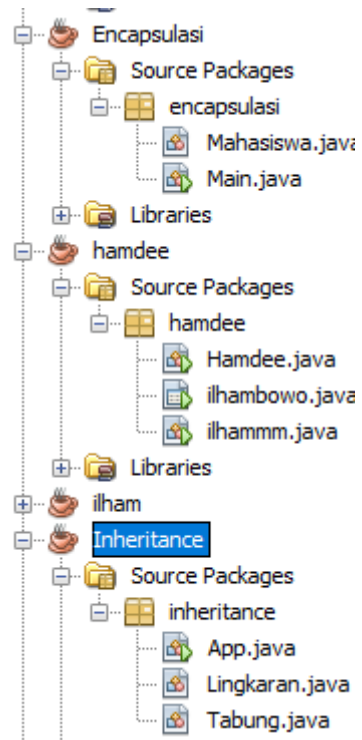 Encapsulasi
Source Packages
encapsulasi
Mahasiswa.java
Main.java
Libraries
hamdee
Source Packages
hamdee
Hamdee.java
ilhambowo.java
ilhammm.java
Libraries
ilham
Inheritance
Source Packages
inheritance
App.java
Lingkaran.java
Tabung.java